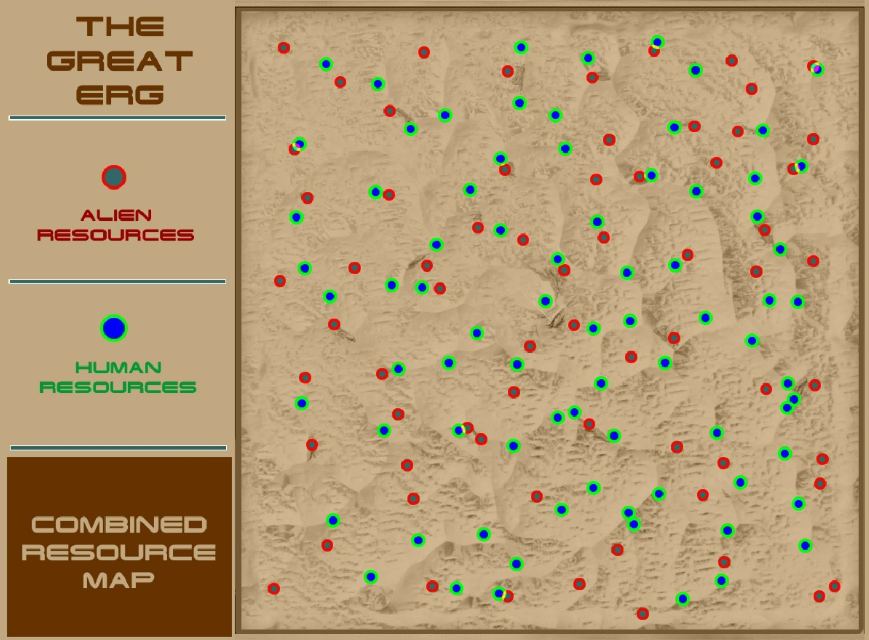 THE
GREAT
ERG
ALIEN
RESOURCES
HUMAN
RESOURCES
COMBINED
RESOURCE
MAP